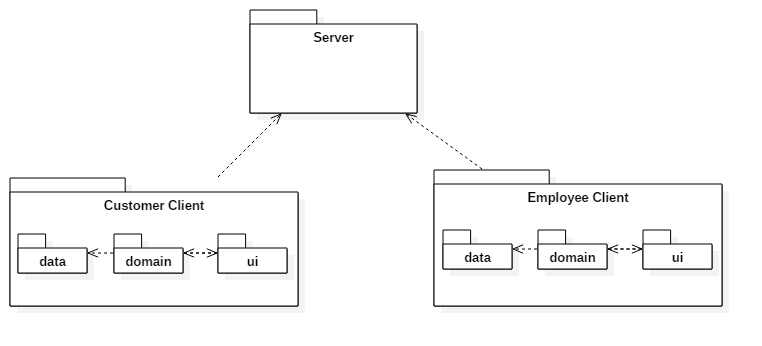 Server
Customer Client
data
domain
ui
Employee Client
data
domain
ui